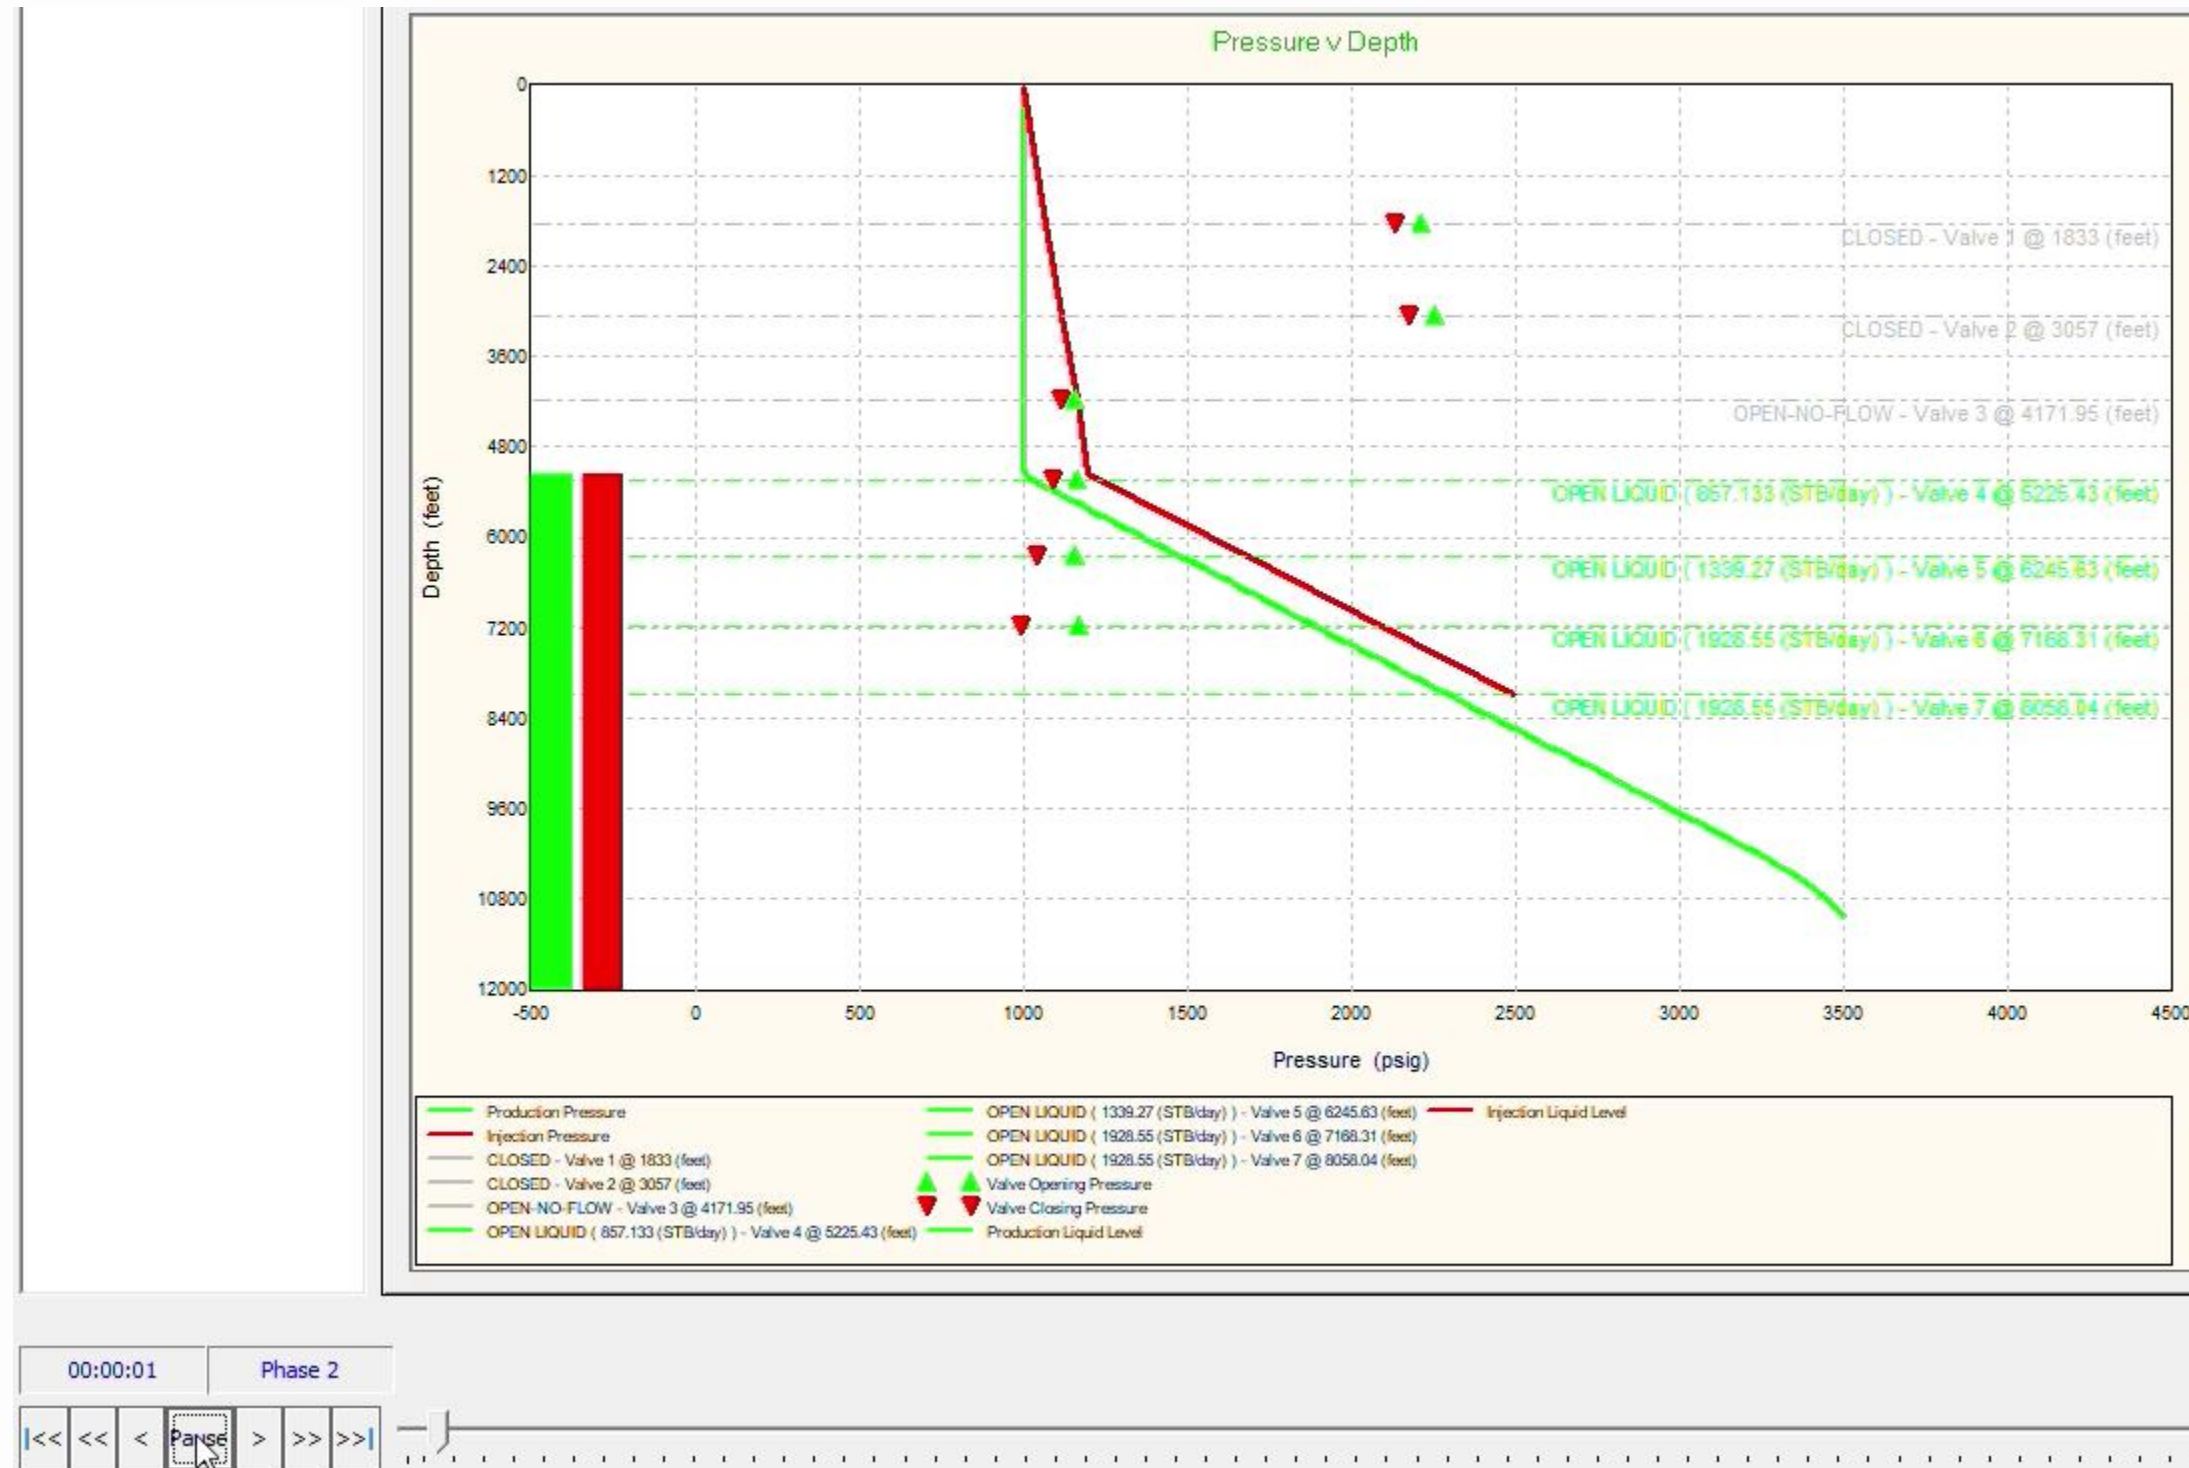 Pressure v Depth
0
1200
2400
3600
4800
6000
7200
8400
9600
10800
12000
Depth (feet)
CLOSED - Valve 1 @ 1833 (feet)
CLOSED - Valve 2 @ 3057 (feet)
OPEN-NO-FLOW - Valve 3 @ 4171.95 (feet)
OPEN LIQUID ( 857.133 (STB/day) ) - Valve 4 @ 5225.43 (feet)
OPEN LIQUID ( 1339.27 (STB/day) ) - Valve 5 @ 6245.63 (feet)
OPEN LIQUID ( 1928.55 (STB/day) ) - Valve 6 @ 7168.31 (feet)
OPEN LIQUID ( 1928.55 (STB/day) ) - Valve 7 @ 8058.04 (feet)
-500 0 500 1000 1500 2000 2500 3000 3500 4000 4500
Pressure (psig)
Production Pressure
Injection Pressure
CLOSED - Valve 1 @ 1833 (feet)
CLOSED - Valve 2 @ 3057 (feet)
OPEN-NO-FLOW - Valve 3 @ 4171.95 (feet)
OPEN LIQUID ( 857.133 (STB/day) ) - Valve 4 @ 5225.43 (feet)
OPEN LIQUID ( 1339.27 (STB/day) ) - Valve 5 @ 6245.63 (feet)
OPEN LIQUID ( 1928.55 (STB/day) ) - Valve 6 @ 7168.31 (feet)
OPEN LIQUID ( 1928.55 (STB/day) ) - Valve 7 @ 8058.04 (feet)
Valve Opening Pressure
Valve Closing Pressure
Production Liquid Level
Injection Liquid Level
00:00:01 Phase 2
|<< << < Pause > >> >>|